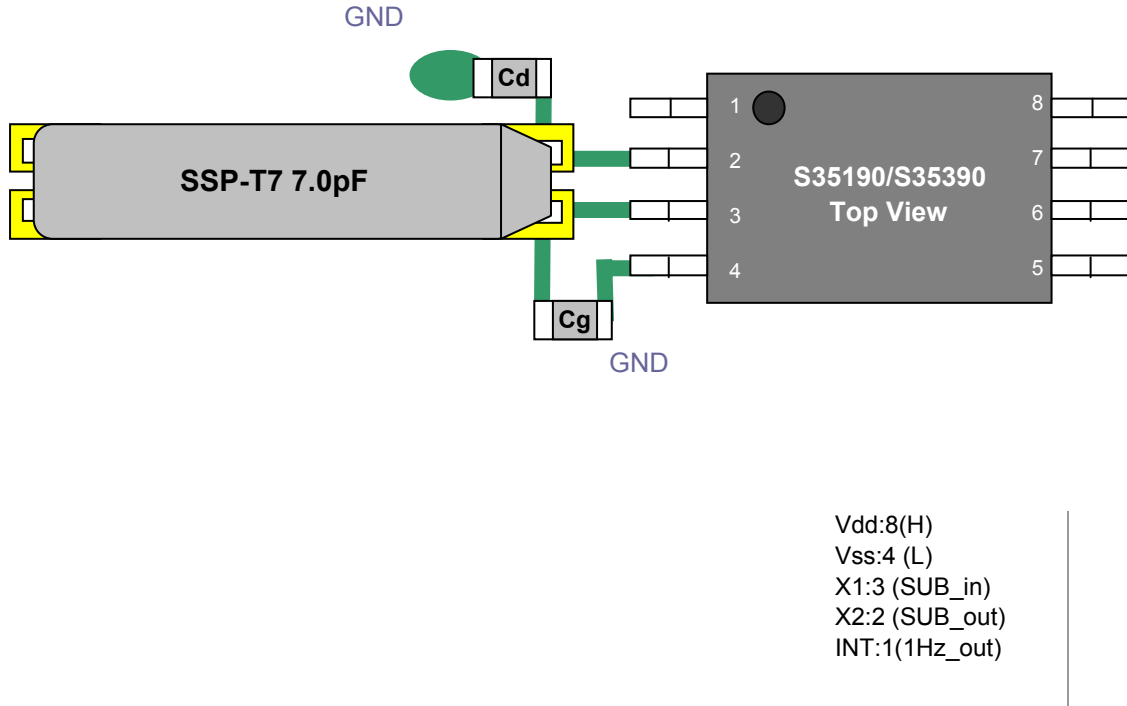 GND
Cd
1
8
SSP-T7 7.0pF
2
7
S35190/S35390
Top View
3
6
4
5
Cg
GND
Vdd:8(H)
Vss:4 (L)
X1:3 (SUB_in)
X2:2 (SUB_out)
INT:1(1Hz_out)